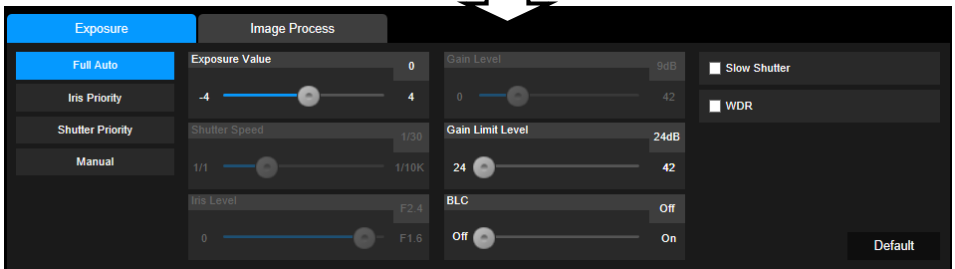 Exposure
Image Process
Full Auto
Iris Priority
Shutter Priority
Manual
Exposure Value 0
-4 4
Shutter Speed 1/30
1/1 1/10K
Iris Level F2.4
0 F1.6
Gain Level 9dB
0 42
Gain Limit Level 24dB
24 42
BLC Off
Off On
Slow Shutter
WDR
Default